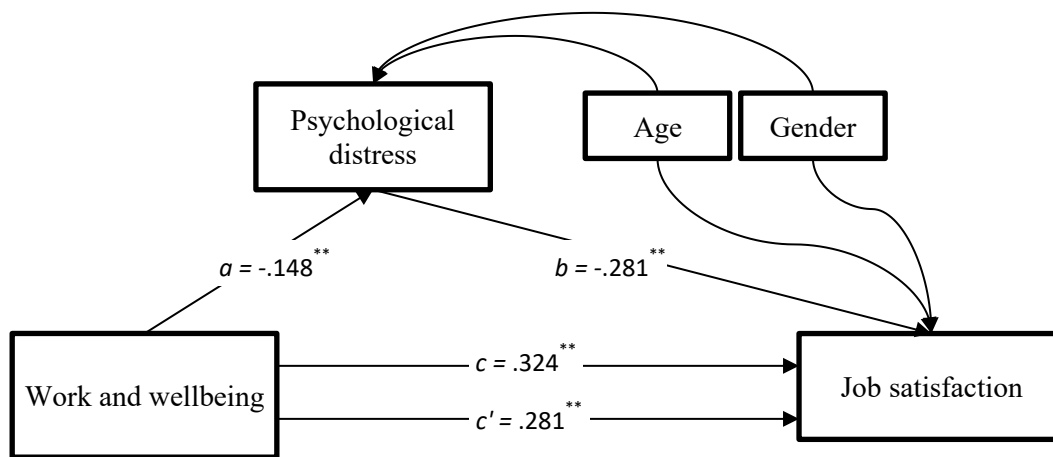 Psychological
distress
Age
Gender
a = -.148**
b = -.281**
Work and wellbeing
c = .324**
c' = .281**
Job satisfaction